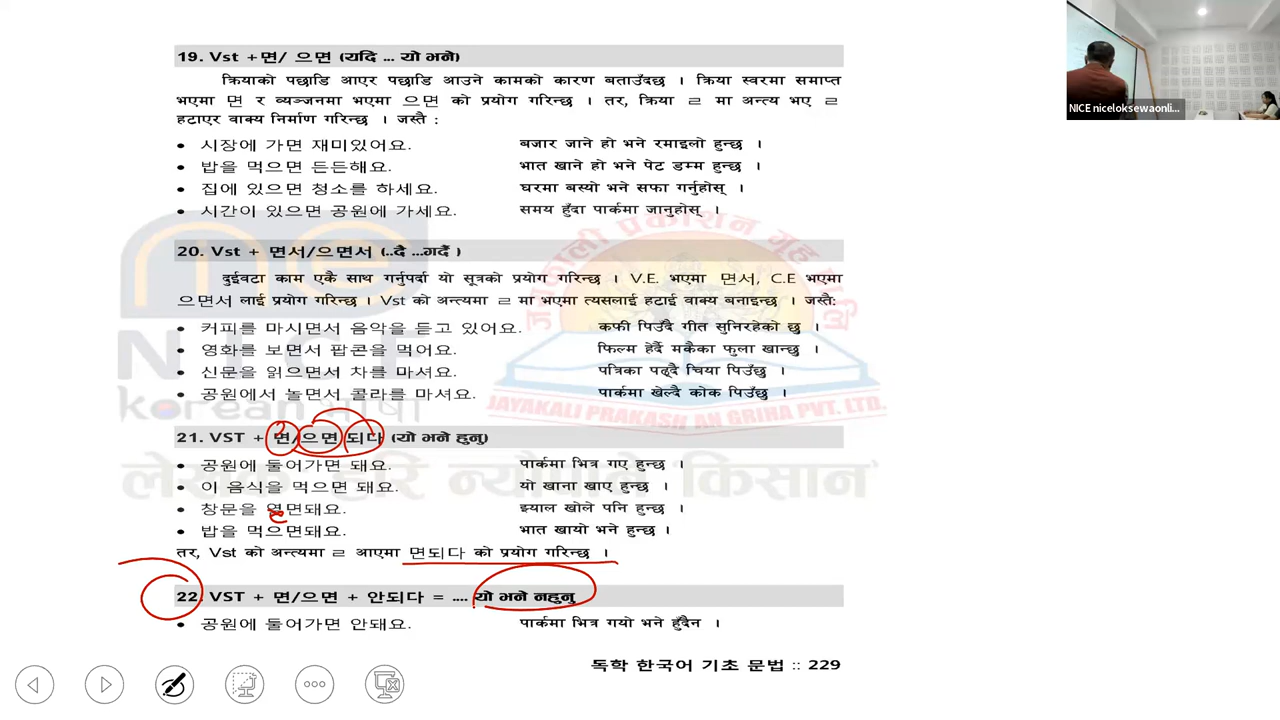 19. Vst +면/ 으면 (यदि ... यो भने)
क्रियाको पछाडि आएर पछाडि आउने कामको कारण बताउँदछ । क्रिया स्वरमा समाप्त
भएमा 면 र व्यञ्जनमा भएमा 으면 को प्रयोग गरिन्छ । तर, क्रिया ㄹ मा अन्त्य भए ㄹ
हटाएर वाक्य निर्माण गरिन्छ । जस्तै :
• 시장에 가면 재미있어요. बजार जाने हो भने रमाइलो हुन्छ ।
• 밥을 먹으면 든든해요. भात खाने हो भने पेट डम्म हुन्छ ।
• 집에 있으면 청소를 하세요. घरमा बस्यो भने सफा गर्नुहोस् ।
• 시간이 있으면 공원에 가세요. समय हुँदा पार्कमा जानुहोस् ।
20. Vst + 면서/으면서 (..दै ...गर्दै )
दुईवटा काम एकै साथ गर्नुपर्दा यो सूत्रको प्रयोग गरिन्छ । V.E. भएमा 면서, C.E भएमा
으면서 लाई प्रयोग गरिन्छ । Vst को अन्त्यमा ㄹ मा भएमा त्यसलाई हटाई वाक्य बनाइन्छ । जस्तै:
• 커피를 마시면서 음악을 듣고 있어요. कफी पिउँदै गीत सुनिरहेको छु ।
• 영화를 보면서 팝콘을 먹어요. फिल्म हेर्दै मकैका फुला खान्छु ।
• 신문을 읽으면서 차를 마셔요. पत्रिका पढ्दै चिया पिउँछु ।
• 공원에서 놀면서 콜라를 마셔요. पार्कमा खेल्दै कोक पिउँछु ।
21. VST + 면/으면 되다 (यो भने हुनु)
• 공원에 둘어가면 돼요. पार्कमा भित्र गए हुन्छ ।
• 이 음식을 먹으면 돼요. यो खाना खाए हुन्छ ।
• 창문을 열면돼요. झ्याल खोले पनि हुन्छ ।
• 밥을 먹으면돼요. भात खायो भने हुन्छ ।
तर, Vst को अन्त्यमा ㄹ आएमा 면되다 को प्रयोग गरिन्छ ।
22. VST + 면/으면 + 안되다 = .... यो भने नहुनु
• 공원에 둘어가면 안돼요. पार्कमा भित्र गयो भने हुँदैन ।
독학 한국어 기초 문법 :: 229
NICE niceloksewaonli...
NICE
korean भाषा
जयकाली प्रकाशन गृह प्रा.लि.
JAYAKALI PRAKASHAN GRIHA PVT. LTD.
लेखक हरि न्यौपाने किसान